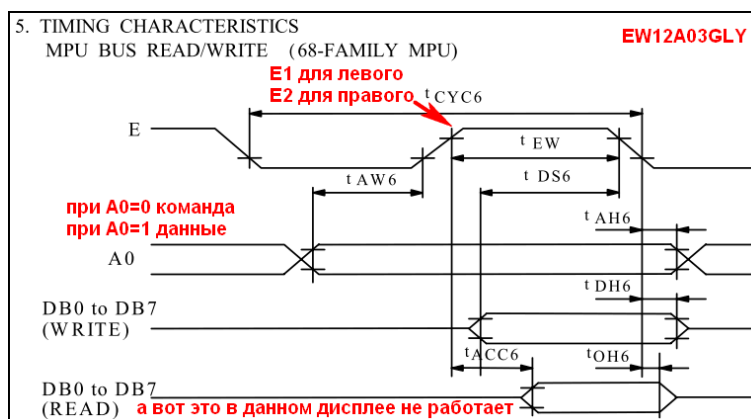 5. TIMING CHARACTERISTICS
MPU BUS READ/WRITE (68-FAMILY MPU)
EW12A03GLY
E1 для левого
E2 для правого
tCYC6
E
tEW
tAW6
tDS6
при A0=0 команда
при A0=1 данные
tAH6
A0
tDH6
DB0 to DB7
(WRITE)
tACC6
tOH6
DB0 to DB7
(READ)
а вот это в данном дисплее не работает